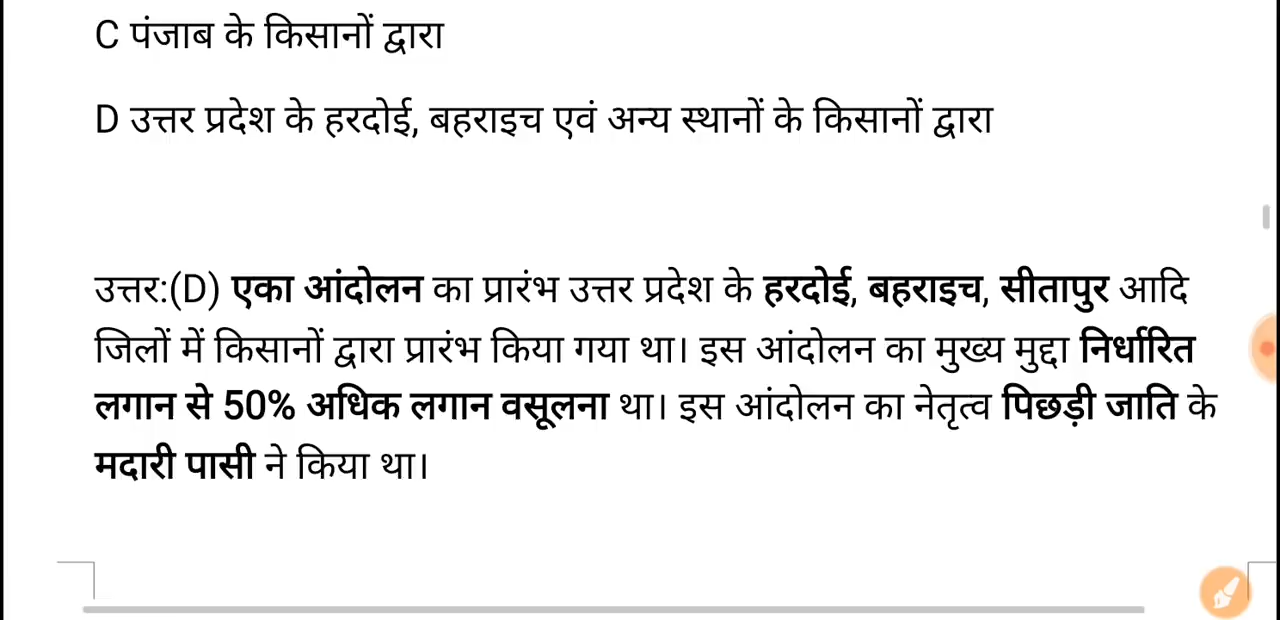 C पंजाब के किसानों द्वारा
D उत्तर प्रदेश के हरदोई, बहराइच एवं अन्य स्थानों के किसानों द्वारा
उत्तर:(D) एका आंदोलन का प्रारंभ उत्तर प्रदेश के हरदोई, बहराइच, सीतापुर आदि
जिलों में किसानों द्वारा प्रारंभ किया गया था। इस आंदोलन का मुख्य मुद्दा निर्धारित
लगान से 50% अधिक लगान वसूलना था। इस आंदोलन का नेतृत्व पिछड़ी जाति के
मदारी पासी ने किया था।